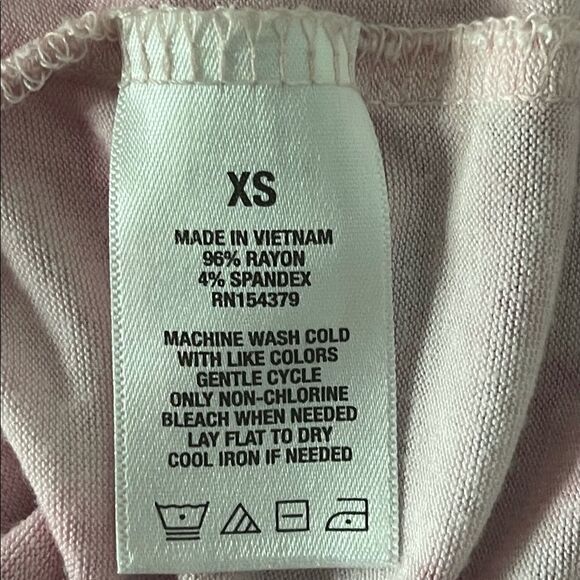 XS
MADE IN VIETNAM
96% RAYON
4% SPANDEX
RN154379
MACHINE WASH COLD
WITH LIKE COLORS
GENTLE CYCLE
ONLY NON-CHLORINE
BLEACH WHEN NEEDED
LAY FLAT TO DRY
COOL IRON IF NEEDED